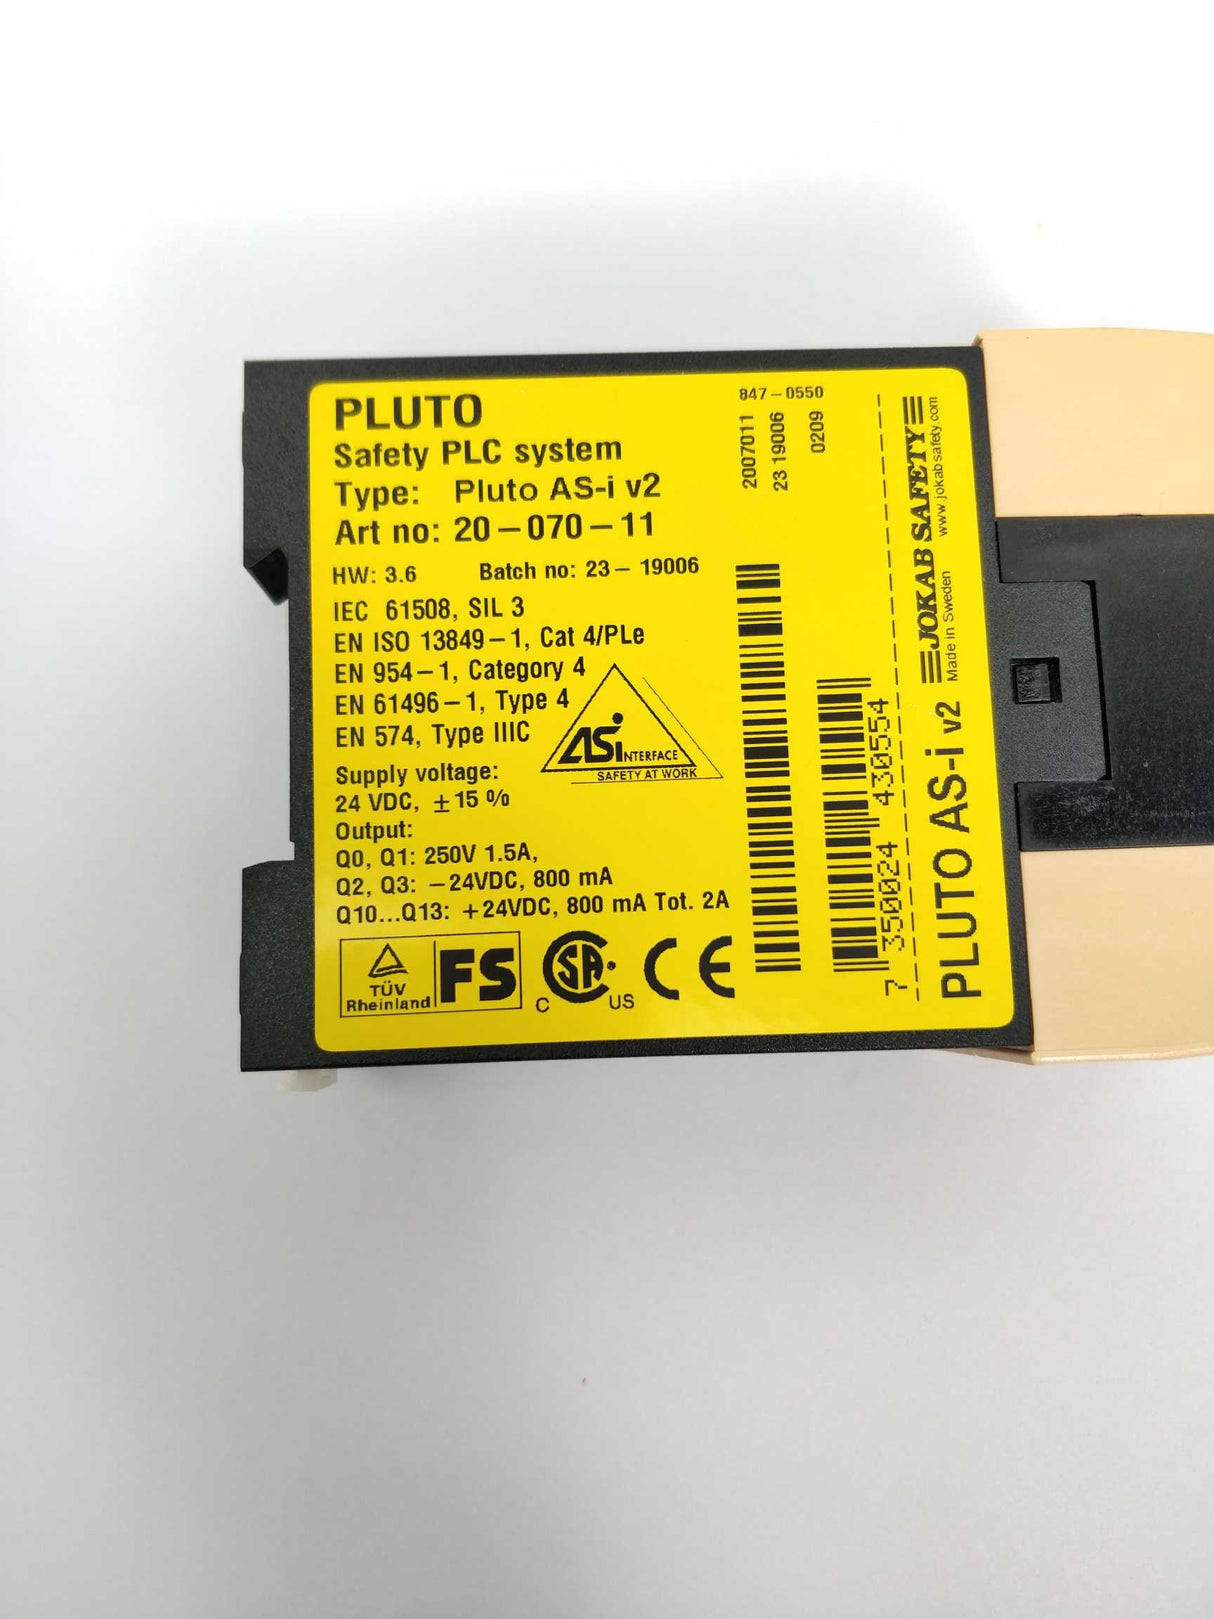 PLUTO
Safety PLC system
Type: Pluto AS-i v2
Art no: 20-070-11
HW: 3.6 Batch no: 23-19006
IEC 61508, SIL 3
EN ISO 13849-1, Cat 4/PLe
EN 954-1, Category 4
EN 61496-1, Type 4
EN 574, Type IIIC
ASi INTERFACE
SAFETY AT WORK
Supply voltage:
24 VDC, ±15 %
Output:
Q0, Q1: 250V 1.5A,
Q2, Q3: -24VDC, 800 mA
Q10...Q13: +24VDC, 800 mA Tot. 2A
TÜV
Rheinland
FS
C SA US
CE
847-0550
2007011
23 19006
0209
7 350024 430554
PLUTO AS-i v2
JOKAB SAFETY
Made in Sweden www.jokabsafety.com